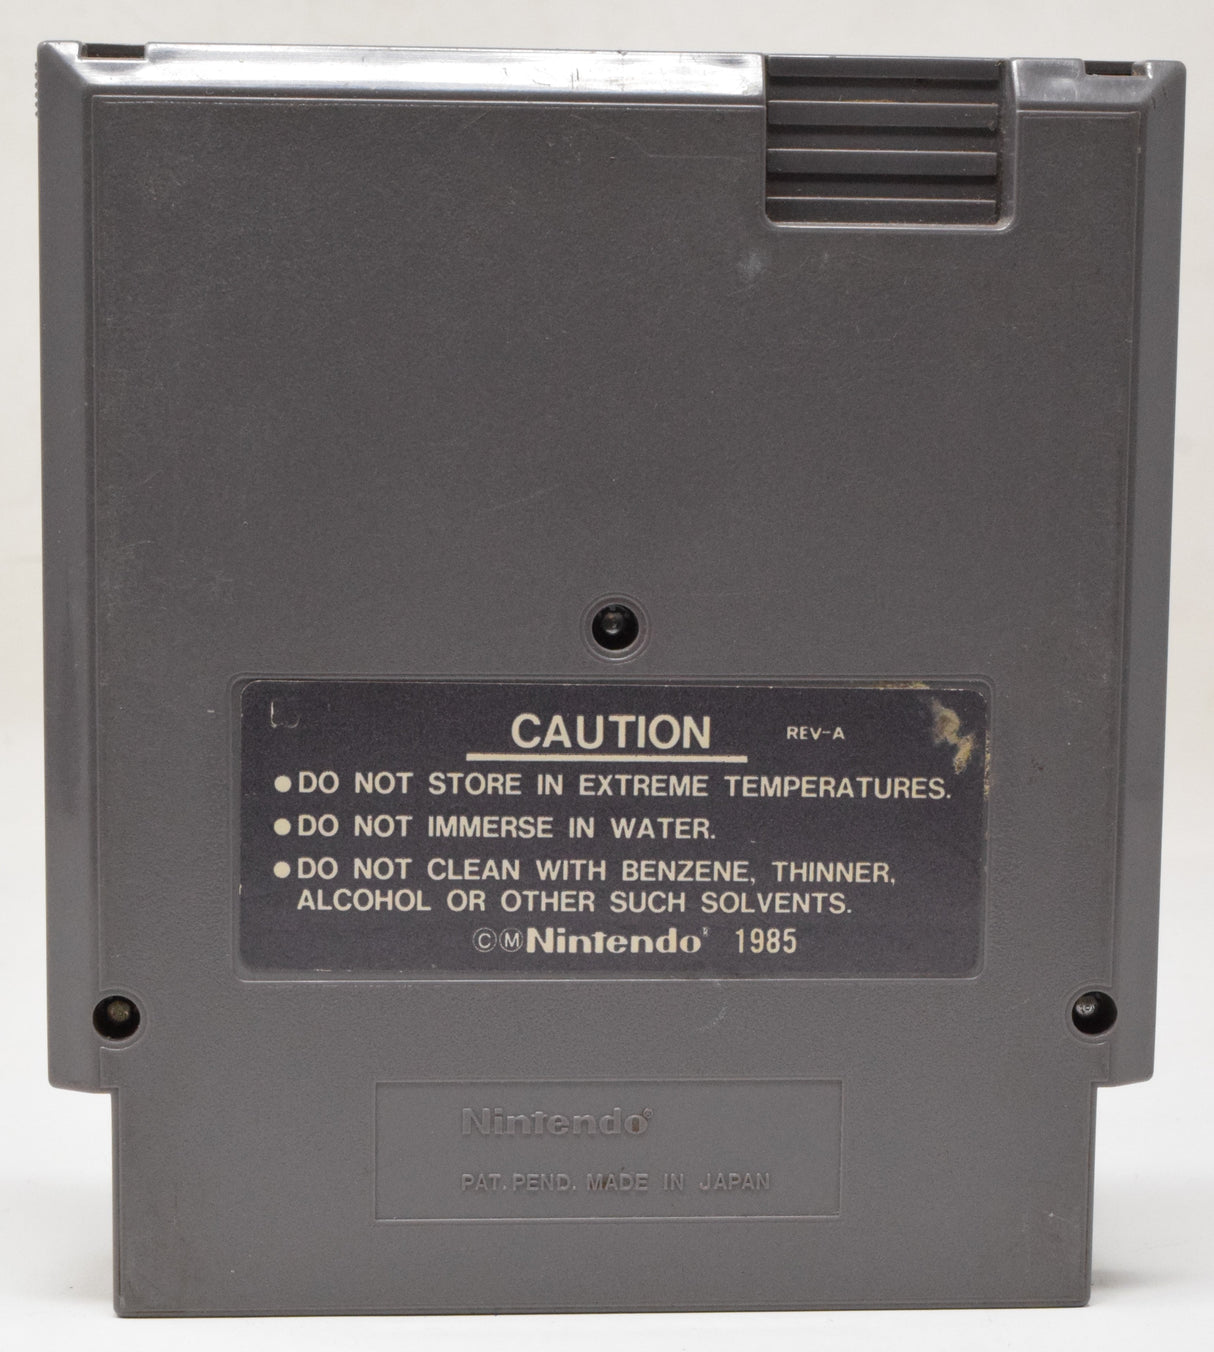 CAUTION REV-A
●DO NOT STORE IN EXTREME TEMPERATURES.
●DO NOT IMMERSE IN WATER.
●DO NOT CLEAN WITH BENZENE, THINNER,
ALCOHOL OR OTHER SUCH SOLVENTS.
ⒸⓂNintendo® 1985
Nintendo®
PAT. PEND. MADE IN JAPAN